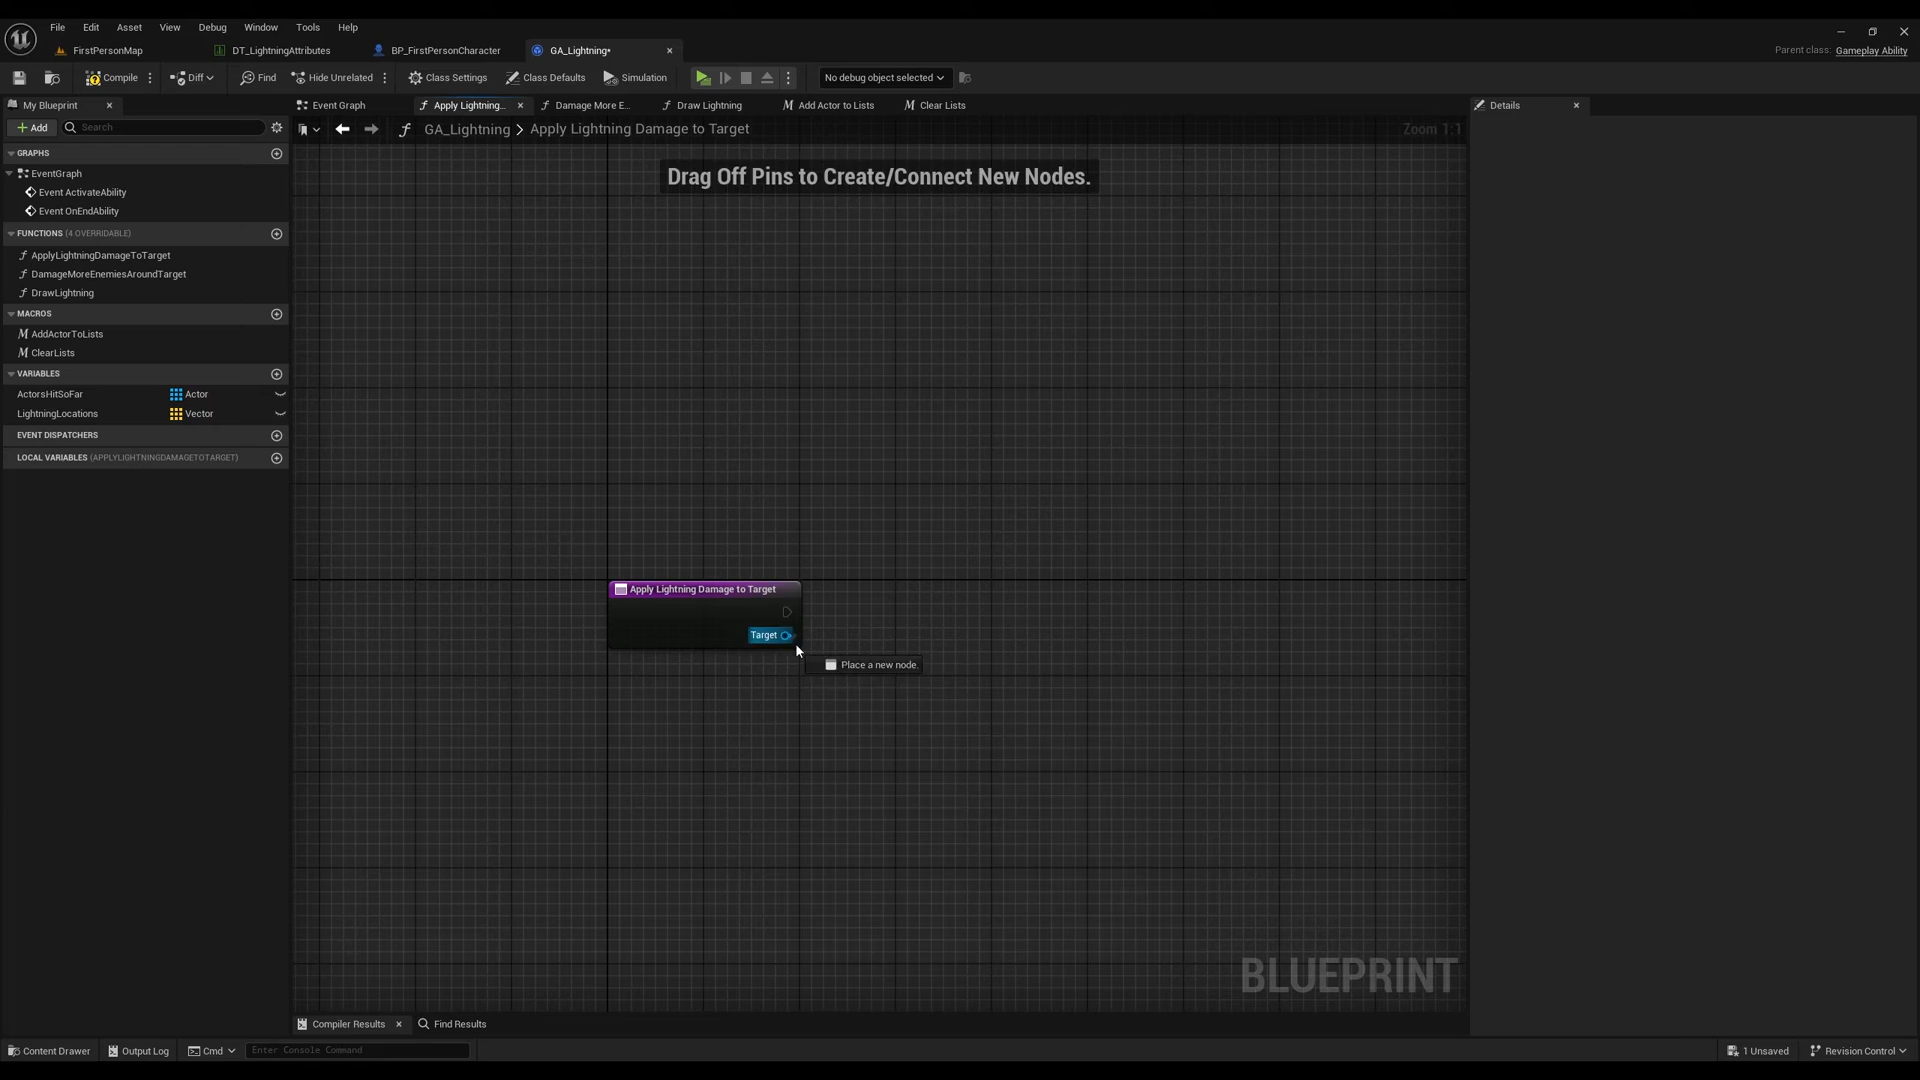 File Edit Asset View Debug Window Tools Help
FirstPersonMap DT_LightningAttributes BP_FirstPersonCharacter GA_Lightning* Parent class: Gameplay Ability
Compile Diff Find Hide Unrelated Class Settings Class Defaults Simulation No debug object selected
My Blueprint Event Graph Apply Lightning... Damage More E... Draw Lightning Add Actor to Lists Clear Lists Details
Add Search GA_Lightning > Apply Lightning Damage to Target Zoom 1:1
GRAPHS
EventGraph
Event ActivateAbility
Event OnEndAbility
FUNCTIONS (4 OVERRIDABLE)
ApplyLightningDamageToTarget
DamageMoreEnemiesAroundTarget
DrawLightning
MACROS
AddActorToLists
ClearLists
VARIABLES
ActorsHitSoFar Actor
LightningLocations Vector
EVENT DISPATCHERS
LOCAL VARIABLES (APPLYLIGHTNINGDAMAGETOTARGET)
Drag Off Pins to Create/Connect New Nodes.
Apply Lightning Damage to Target
Target
Place a new node.
BLUEPRINT
Compiler Results Find Results
Content Drawer Output Log Cmd Enter Console Command 1 Unsaved Revision Control